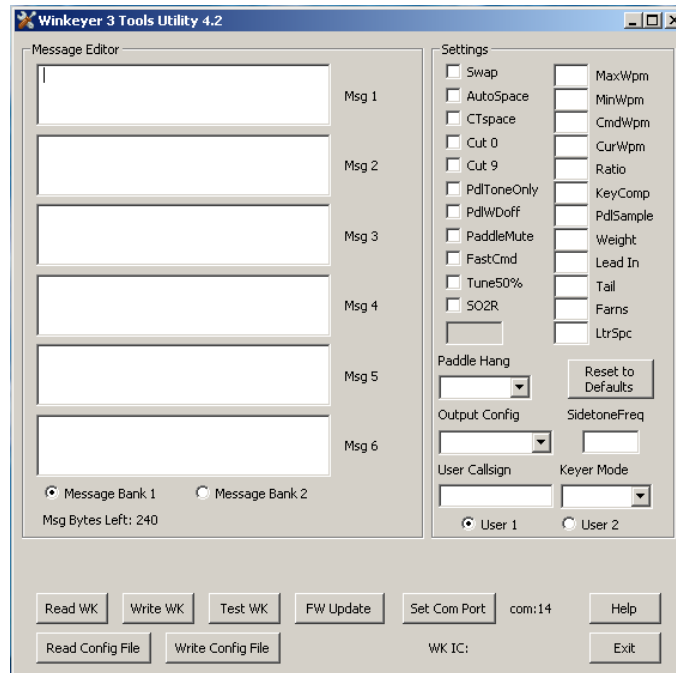 Winkeyer 3 Tools Utility 4.2
Message Editor
Msg 1
Msg 2
Msg 3
Msg 4
Msg 5
Msg 6
Message Bank 1 Message Bank 2
Msg Bytes Left: 240
Settings
Swap MaxWpm
AutoSpace MinWpm
CTspace CmdWpm
Cut 0 CurWpm
Cut 9 Ratio
PdlToneOnly KeyComp
PdlWDoff PdlSample
PaddleMute Weight
FastCmd Lead In
Tune50% Tail
SO2R Farns
LtrSpc
Paddle Hang Reset to
Defaults
Output Config SidetoneFreq
User Callsign Keyer Mode
User 1 User 2
Read WK Write WK Test WK FW Update Set Com Port com:14 Help
Read Config File Write Config File WK IC: Exit